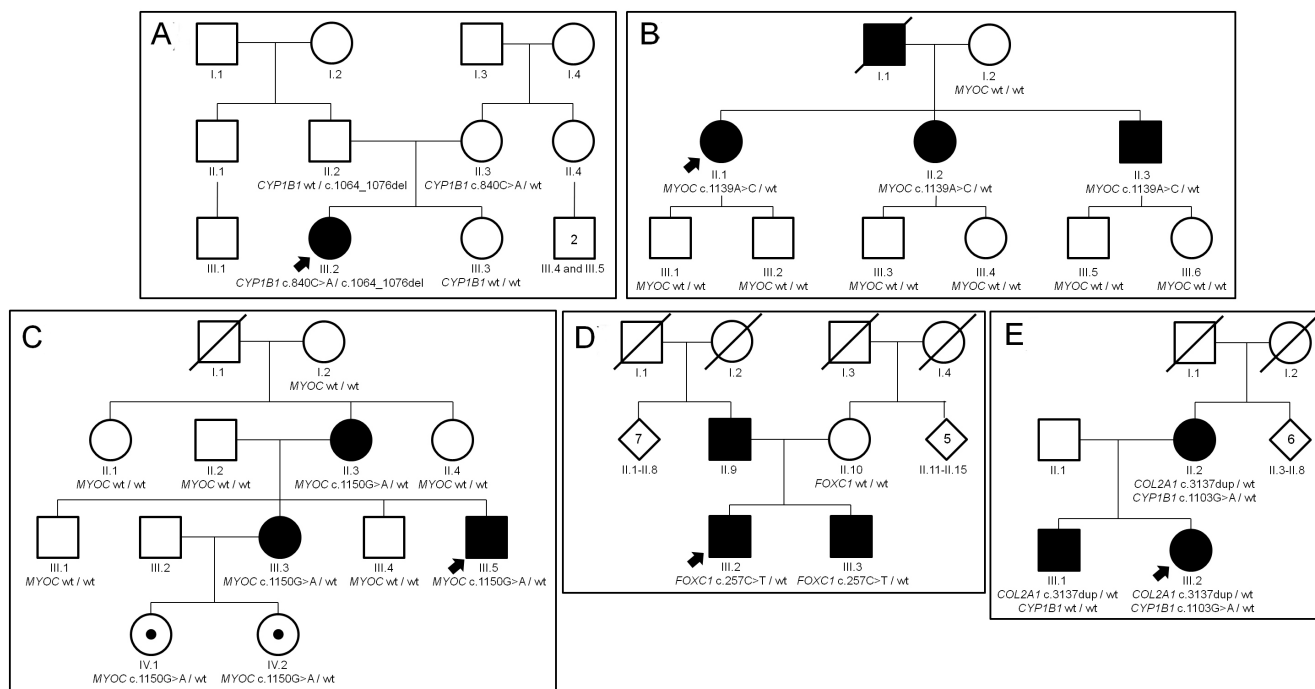 A
I.1
I.2
I.3
I.4
II.1
II.2
II.3
II.4
CYP1B1 wt / c.1064_1076del
CYP1B1 c.840C>A / wt
2
III.1
III.2
III.3
III.4 and III.5
CYP1B1 c.840C>A / c.1064_1076del
CYP1B1 wt / wt
B
I.1
I.2
MYOC wt / wt
II.1
II.2
II.3
MYOC c.1139A>C / wt
MYOC c.1139A>C / wt
MYOC c.1139A>C / wt
III.1
III.2
III.3
III.4
III.5
III.6
MYOC wt / wt
MYOC wt / wt
MYOC wt / wt
MYOC wt / wt
MYOC wt / wt
MYOC wt / wt
C
I.1
I.2
MYOC wt / wt
II.1
II.2
II.3
II.4
MYOC wt / wt
MYOC wt / wt
MYOC c.1150G>A / wt
MYOC wt / wt
III.1
III.2
III.3
III.4
III.5
MYOC wt / wt
MYOC c.1150G>A / wt
MYOC wt / wt
MYOC c.1150G>A / wt
IV.1
IV.2
MYOC c.1150G>A / wt
MYOC c.1150G>A / wt
D
I.1
I.2
I.3
I.4
7
5
II.1-II.8
II.9
II.10
II.11-II.15
FOXC1 wt / wt
III.2
III.3
FOXC1 c.257C>T / wt
FOXC1 c.257C>T / wt
E
I.1
I.2
6
II.1
II.2
II.3-II.8
COL2A1 c.3137dup / wt
CYP1B1 c.1103G>A / wt
III.1
III.2
COL2A1 c.3137dup / wt
COL2A1 c.3137dup / wt
CYP1B1 wt / wt
CYP1B1 c.1103G>A / wt